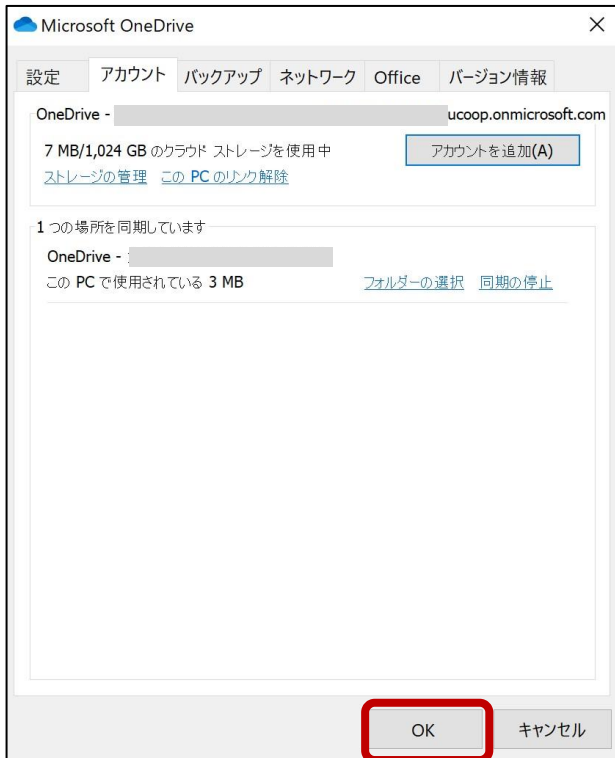 Microsoft OneDrive
設定 アカウント バックアップ ネットワーク Office バージョン情報
OneDrive - ucoop.onmicrosoft.com
7 MB/1,024 GB のクラウド ストレージを使用中 アカウントを追加(A)
ストレージの管理 この PC のリンク解除
1 つの場所を同期しています
OneDrive -
この PC で使用されている 3 MB フォルダーの選択 同期の停止
OK キャンセル